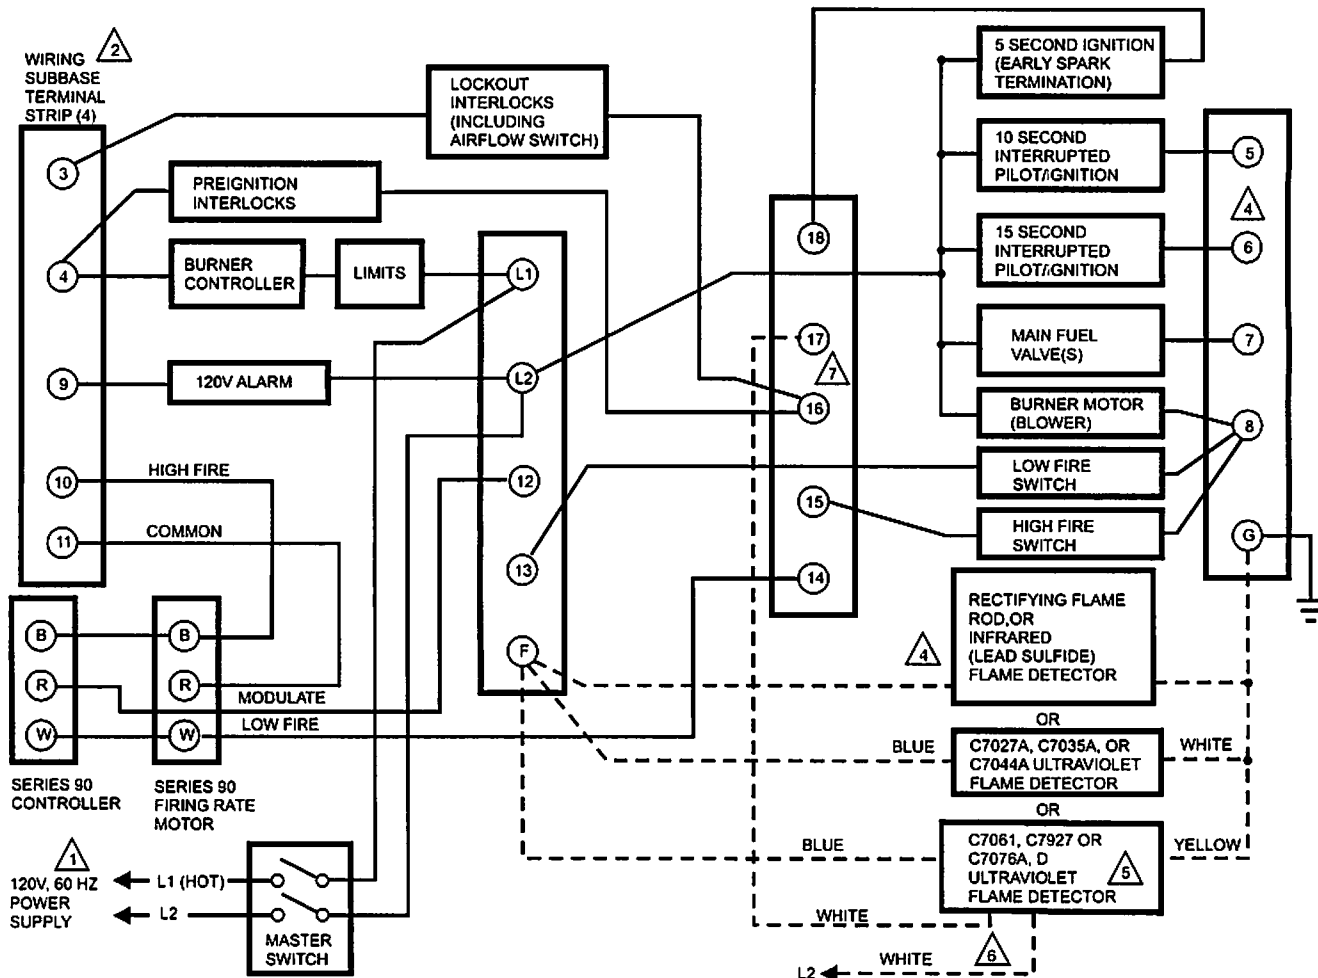 2
WIRING
SUBBASE
TERMINAL
STRIP (4)
3
4
9
10
11
LOCKOUT
INTERLOCKS
(INCLUDING
AIRFLOW SWITCH)
PREIGNITION
INTERLOCKS
BURNER
CONTROLLER
LIMITS
120V ALARM
HIGH FIRE
COMMON
L1
L2
12
13
F
18
17
7
16
15
14
5 SECOND IGNITION
(EARLY SPARK
TERMINATION)
10 SECOND
INTERRUPTED
PILOT/IGNITION
15 SECOND
INTERRUPTED
PILOT/IGNITION
MAIN FUEL
VALVE(S)
BURNER MOTOR
(BLOWER)
LOW FIRE
SWITCH
HIGH FIRE
SWITCH
5
4
6
7
8
G
B
R
W
B
R
W
MODULATE
LOW FIRE
SERIES 90
CONTROLLER
SERIES 90
FIRING RATE
MOTOR
4
RECTIFYING FLAME
ROD,OR
INFRARED
(LEAD SULFIDE)
FLAME DETECTOR
OR
BLUE
C7027A, C7035A, OR
C7044A ULTRAVIOLET
FLAME DETECTOR
WHITE
OR
BLUE
C7061, C7927 OR
C7076A, D
ULTRAVIOLET
FLAME DETECTOR
5
YELLOW
WHITE
6
L2
WHITE
1
120V, 60 HZ
POWER
SUPPLY
L1 (HOT)
L2
MASTER
SWITCH